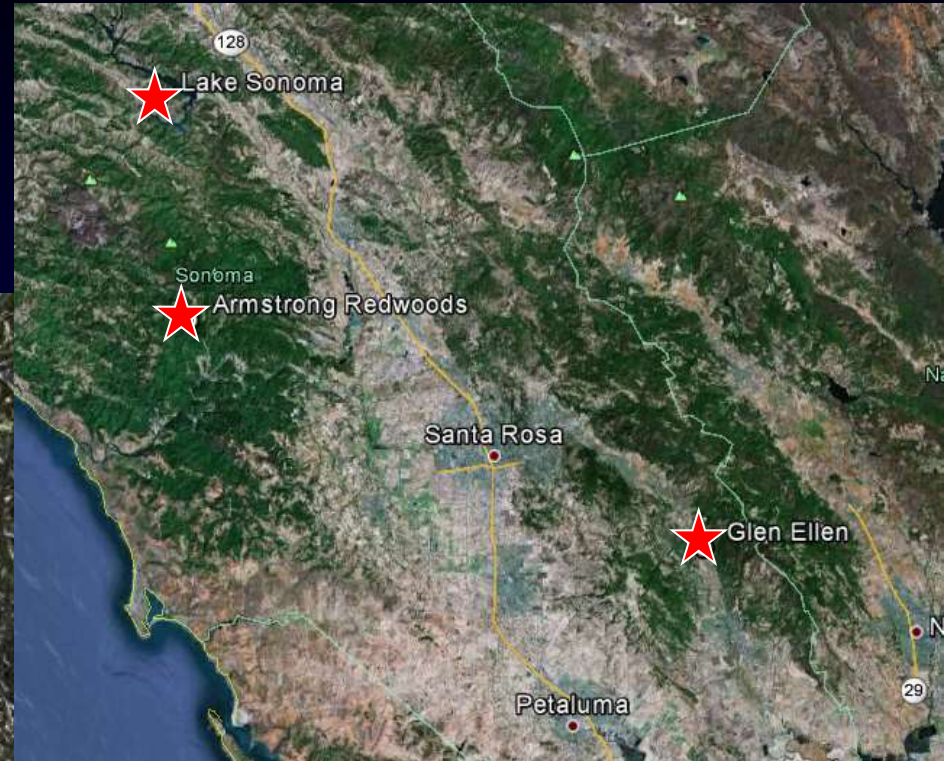 128
Lake Sonoma
Sonoma
Armstrong Redwoods
Santa Rosa
Glen Ellen
29
Petaluma